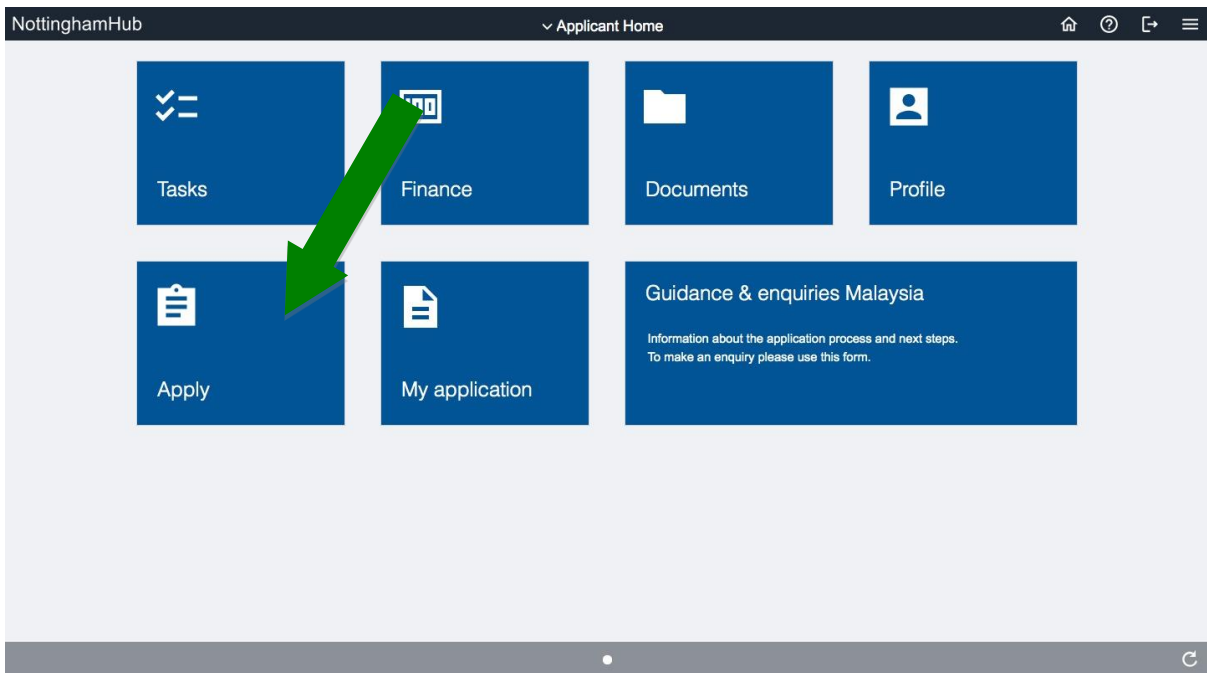 NottinghamHub
Applicant Home
Tasks
Finance
Documents
Profile
Apply
My application
Guidance & enquiries Malaysia
Information about the application process and next steps.
To make an enquiry please use this form.